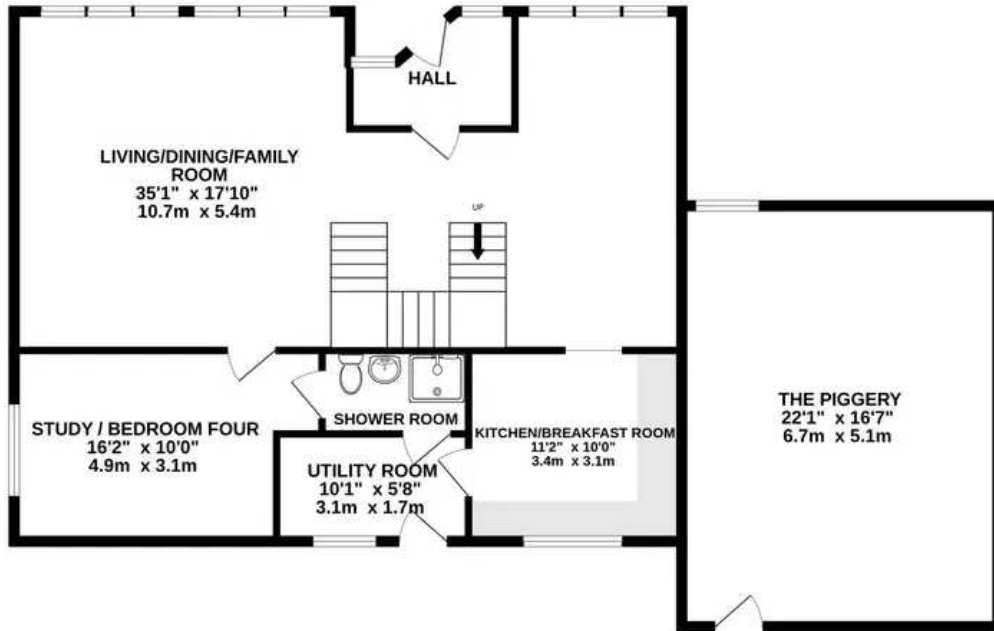 HALL
LIVING/DINING/FAMILY
ROOM
35'1" x 17'10"
10.7m x 5.4m
UP
THE PIGGERY
22'1" x 16'7"
6.7m x 5.1m
STUDY / BEDROOM FOUR
16'2" x 10'0"
4.9m x 3.1m
SHOWER ROOM
KITCHEN/BREAKFAST ROOM
11'2" x 10'0"
3.4m x 3.1m
UTILITY ROOM
10'1" x 5'8"
3.1m x 1.7m